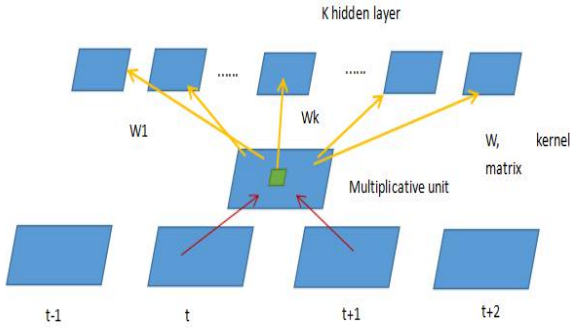 K hidden layer
...... ......
W1
Wk
W, kernel
matrix
Multiplicative unit
t-1 t t+1 t+2